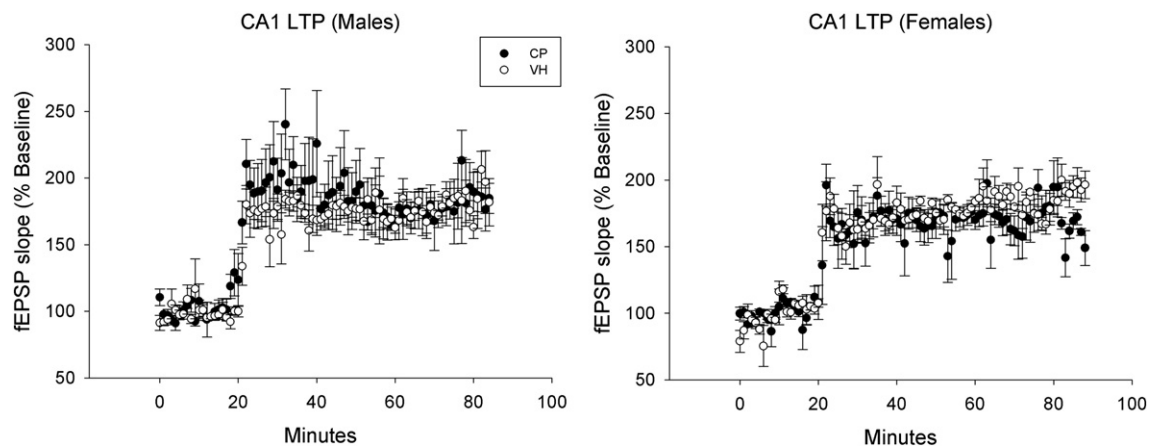 CA1 LTP (Males)
300
250
200
150
100
50
fEPSP slope (% Baseline)
CP
VH
0 20 40 60 80 100
Minutes
CA1 LTP (Females)
300
250
200
150
100
50
fEPSP slope (% Baseline)
0 20 40 60 80 100
Minutes